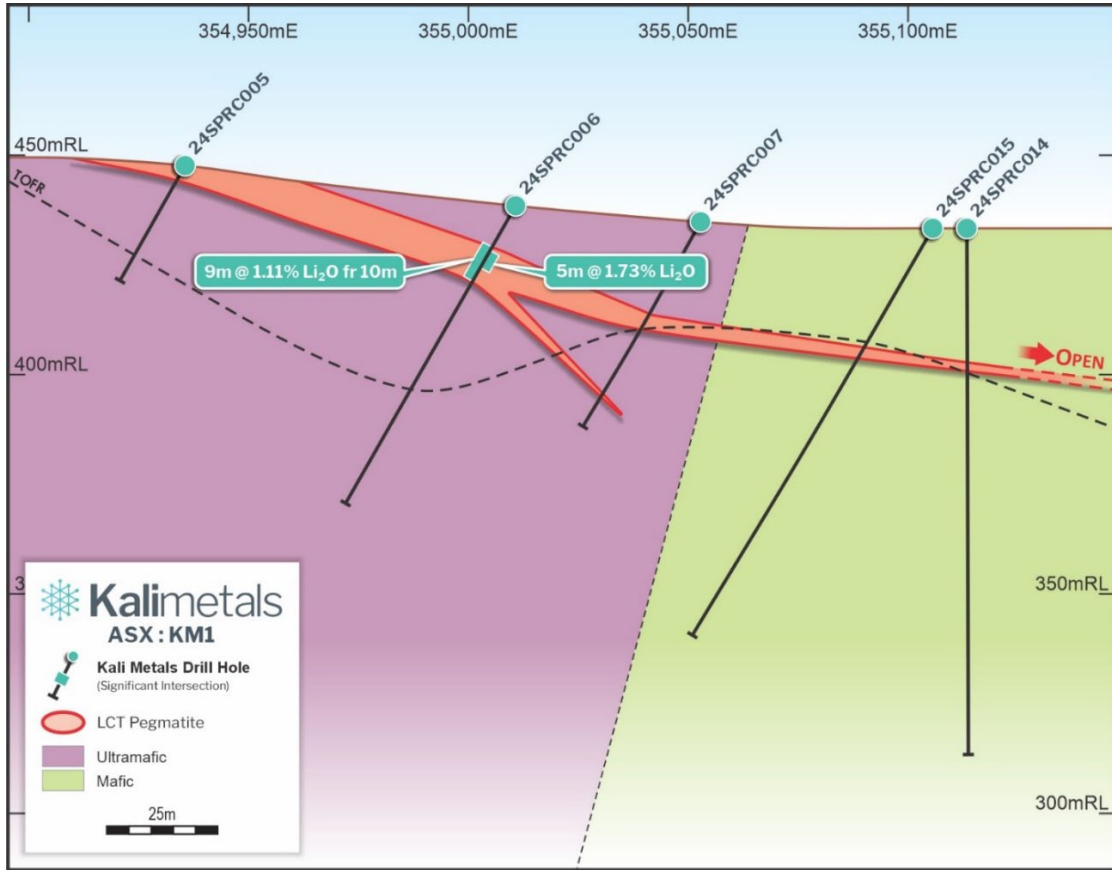 354,950mE
355,000mE
355,050mE
355,100mE
24SPRC005
24SPRC006
24SPRC007
24SPRC015
24SPRC014
450mRL
TOFR
9m @ 1.11% Li₂O fr 10m
5m @ 1.73% Li₂O
400mRL
OPEN
350mRL
300mRL
3
Kalimetals
ASX : KM1
Kali Metals Drill Hole
(Significant Intersection)
LCT Pegmatite
Ultramafic
Mafic
25m